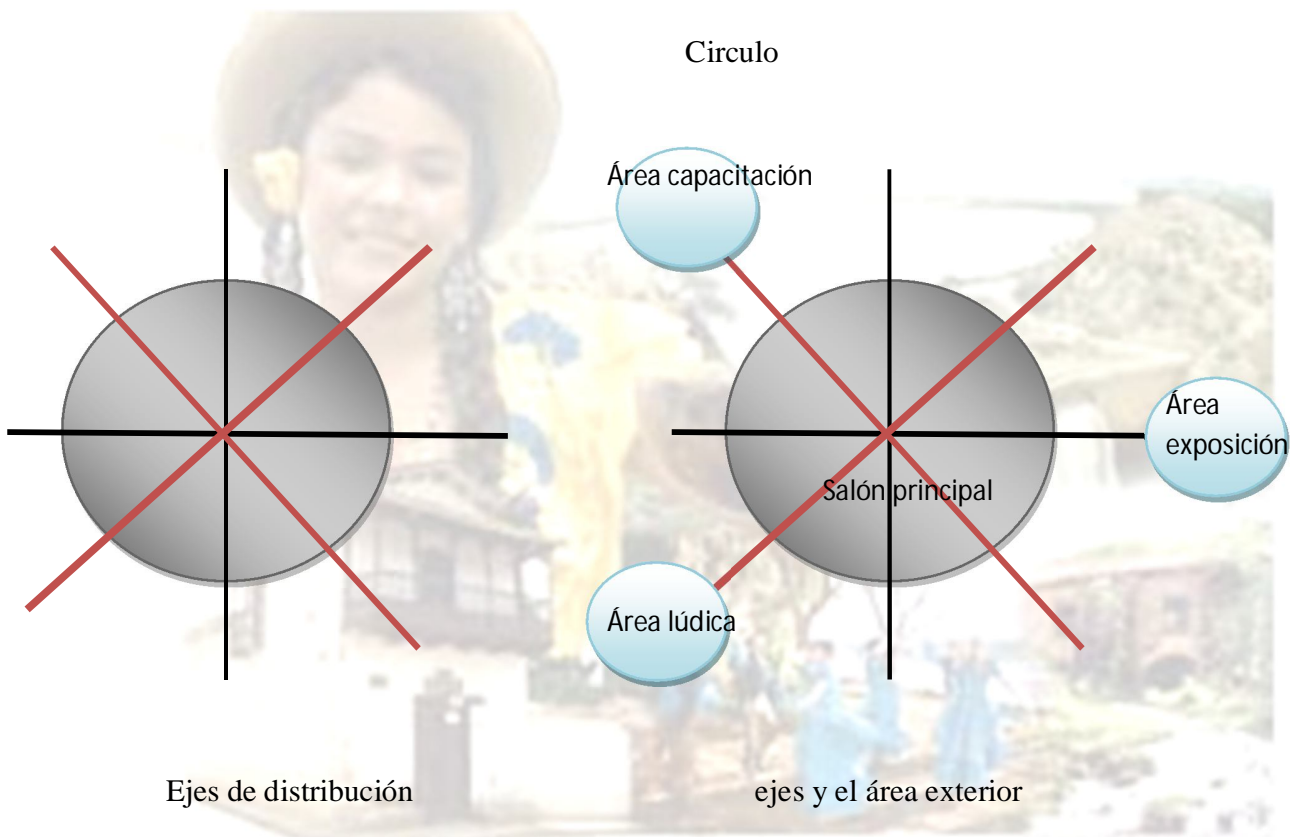 Circulo
Área capacitación
Área
exposición
Salón principal
Área lúdica
Ejes de distribución
ejes y el área exterior